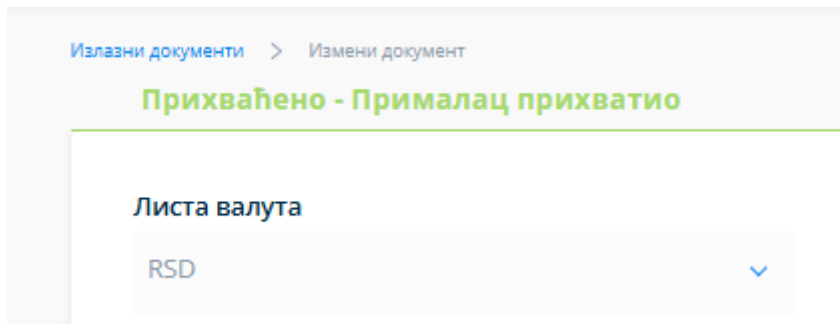 Излазни документи > Измени документ
Прихваћено - Прималац прихватио
Листа валута
RSD